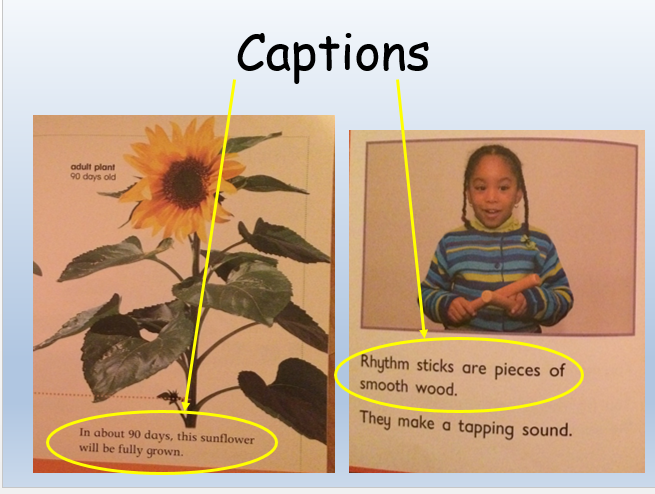 Captions
adult plant
90 days old
In about 90 days, this sunflower
will be fully grown.
Rhythm sticks are pieces of
smooth wood.
They make a tapping sound.